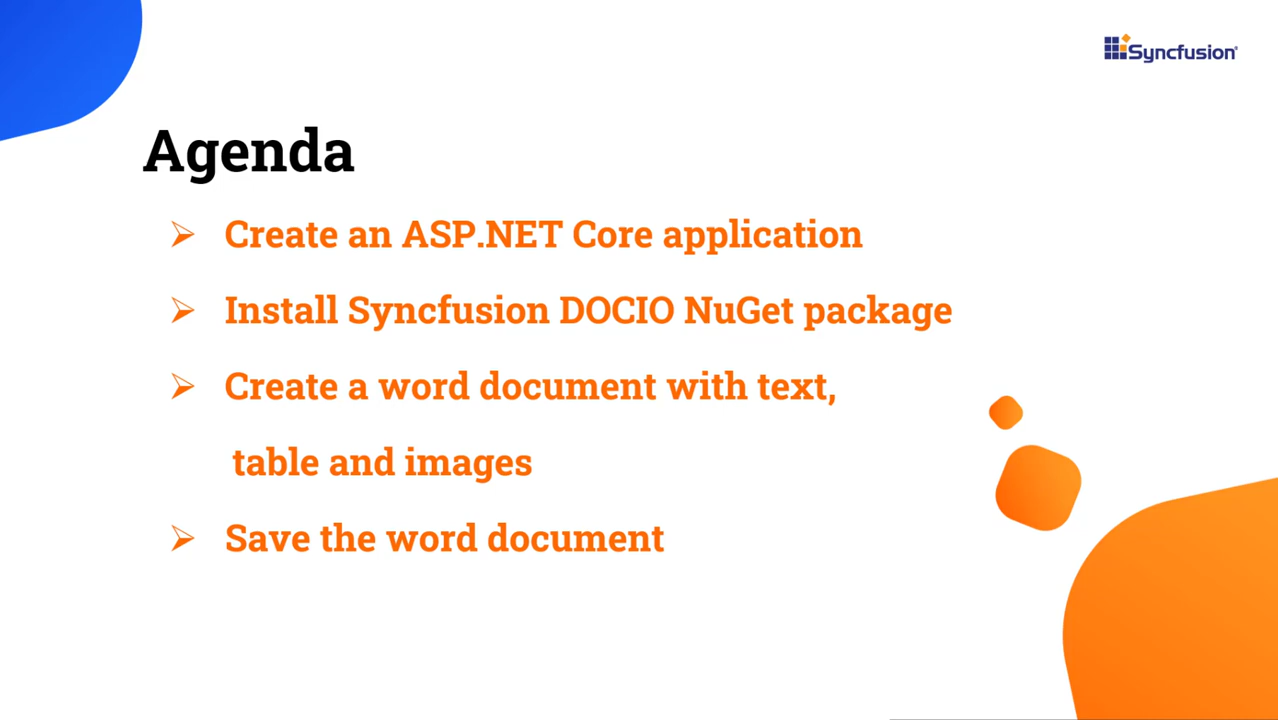 Syncfusion®
Agenda
➢ Create an ASP.NET Core application
➢ Install Syncfusion DOCIO NuGet package
➢ Create a word document with text,
table and images
➢ Save the word document